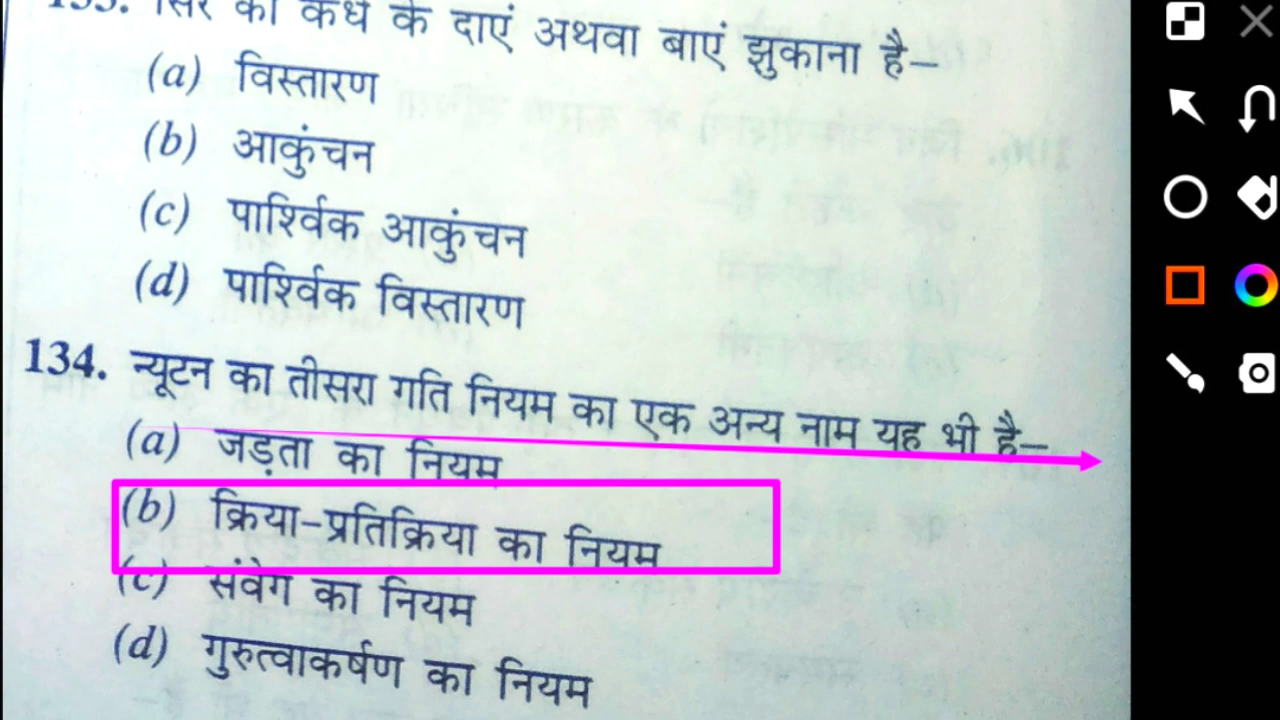 133. सिर को कंधे के दाएं अथवा बाएं झुकाना है–
(a) विस्तारण
(b) आकुंचन
(c) पार्श्विक आकुंचन
(d) पार्श्विक विस्तारण
134. न्यूटन का तीसरा गति नियम का एक अन्य नाम यह भी है–
(a) जड़ता का नियम
(b) क्रिया-प्रतिक्रिया का नियम
(c) संवेग का नियम
(d) गुरुत्वाकर्षण का नियम